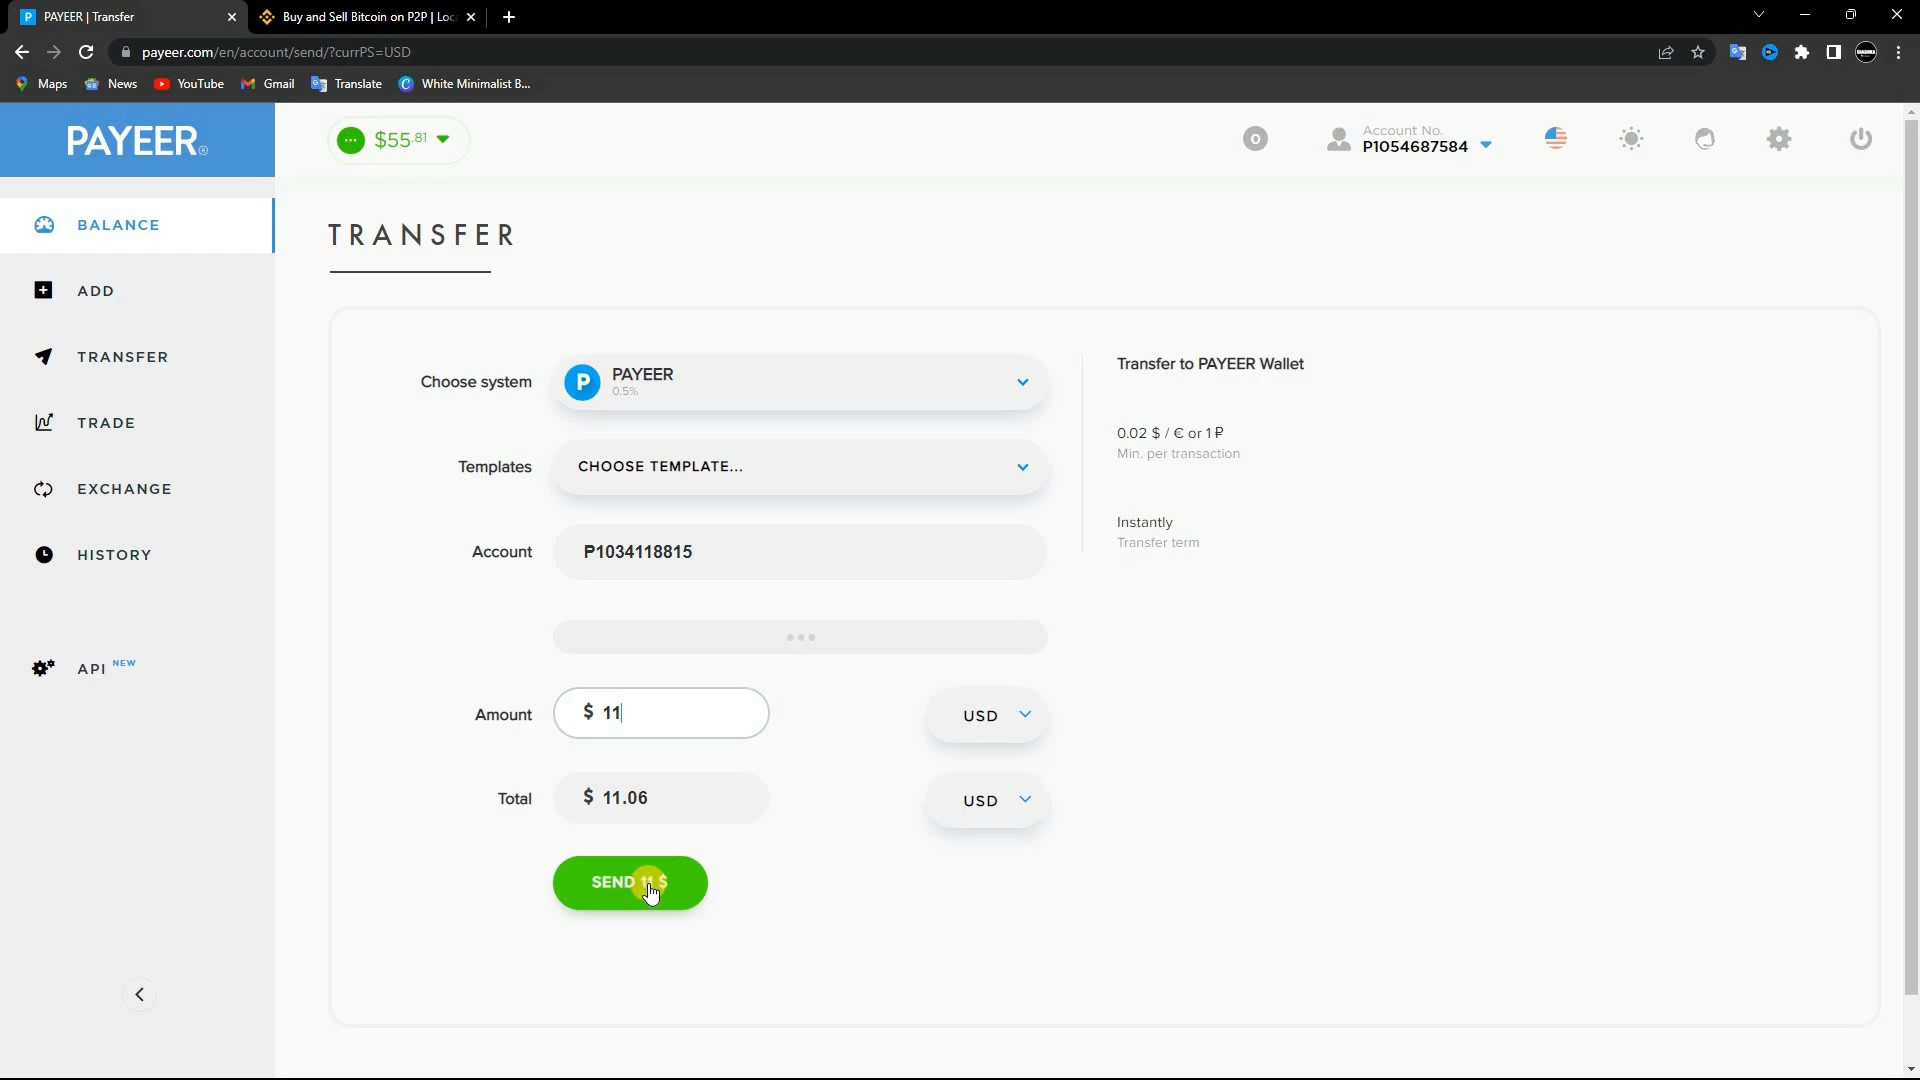 PAYEER | Transfer
Buy and Sell Bitcoin on P2P | Loc
payeer.com/en/account/send/?currPS=USD
Maps
News
YouTube
Gmail
Translate
White Minimalist B...
PAYEER®
$55.81
0
Account No.
P1054687584
BALANCE
ADD
TRANSFER
TRADE
EXCHANGE
HISTORY
API NEW
TRANSFER
Choose system
P PAYEER
0.5%
Templates
CHOOSE TEMPLATE...
Account
P1034118815
Amount
$ 11
USD
Total
$ 11.06
USD
SEND 11 $
Transfer to PAYEER Wallet
0.02 $ / € or 1 ₽
Min. per transaction
Instantly
Transfer term